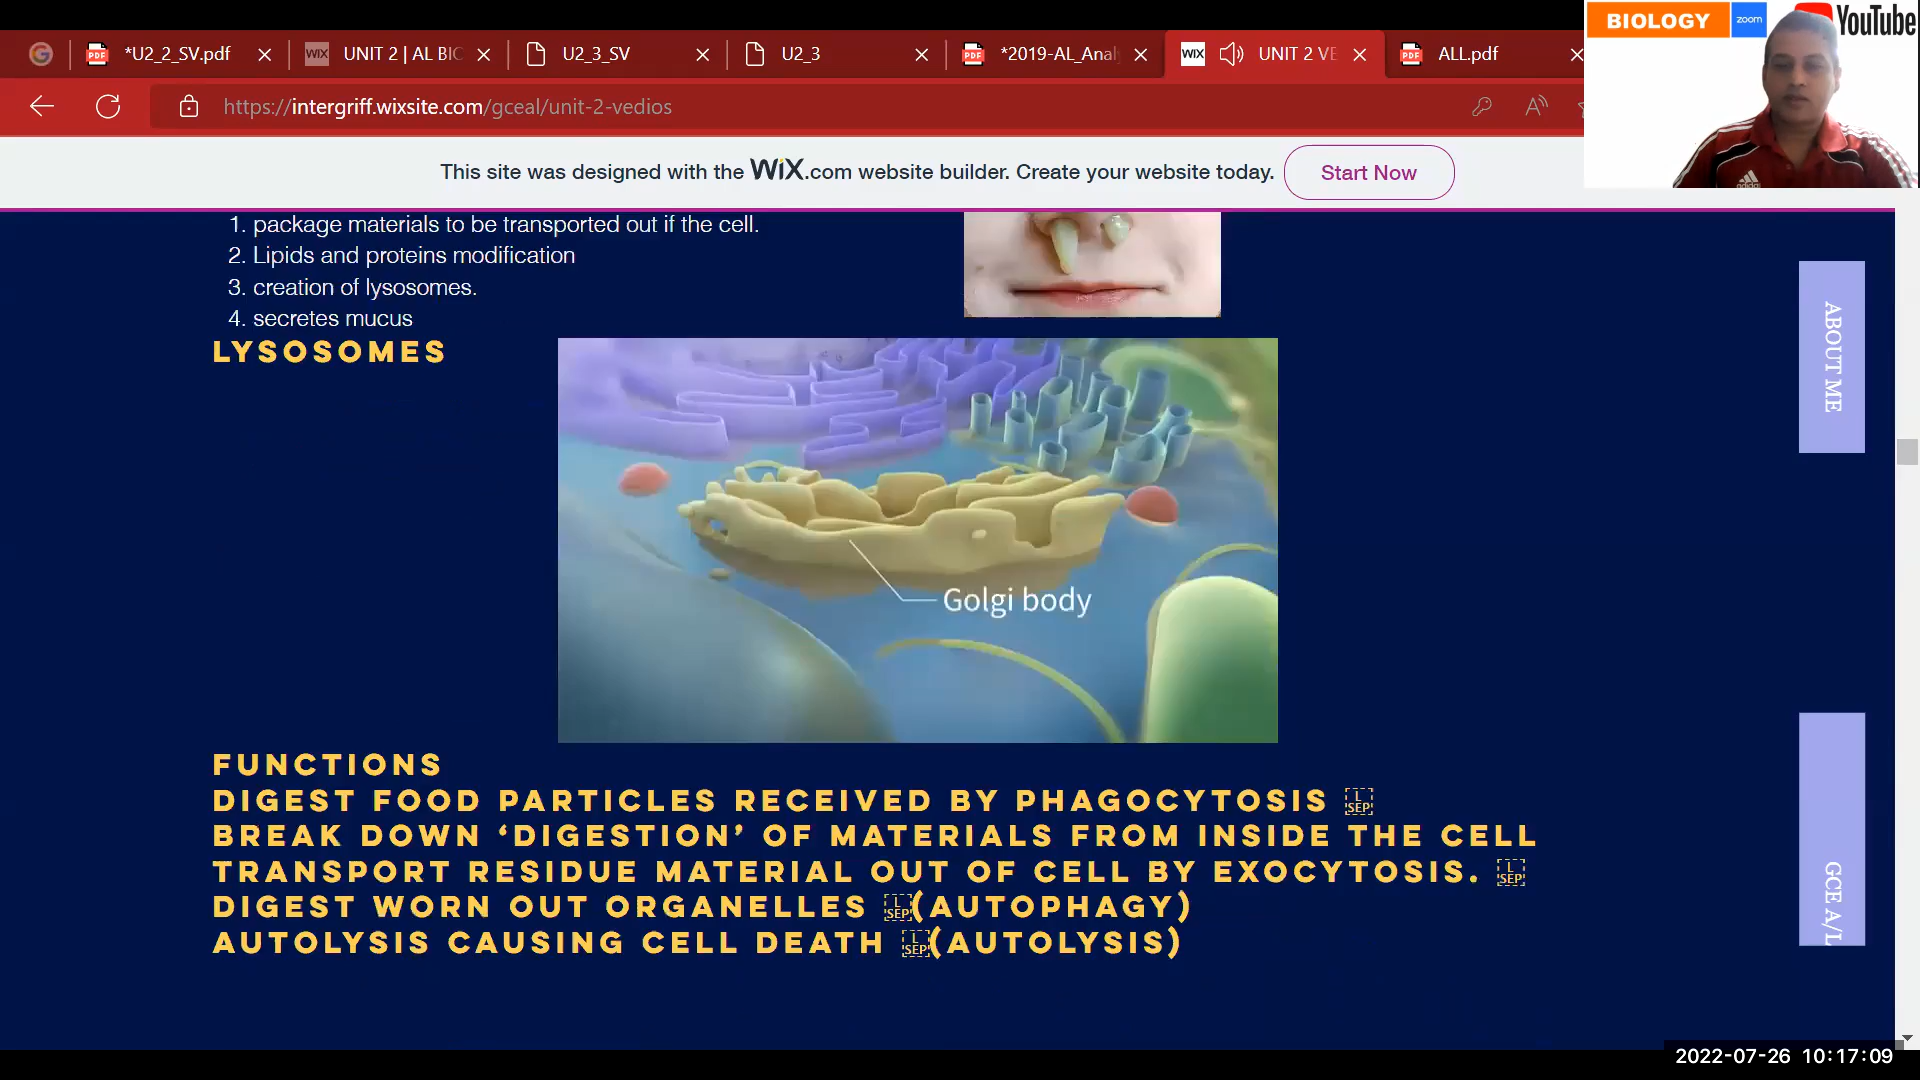 BIOLOGY
zoom
YouTube
*U2_2_SV.pdf
UNIT 2 | AL BIC
U2_3_SV
U2_3
*2019-AL_Anal
UNIT 2 VE
ALL.pdf
https://intergriff.wixsite.com/gceal/unit-2-vedios
This site was designed with the WiX.com website builder. Create your website today.
Start Now
1. package materials to be transported out if the cell.
2. Lipids and proteins modification
3. creation of lysosomes.
4. secretes mucus
LYSOSOMES
Golgi body
FUNCTIONS
DIGEST FOOD PARTICLES RECEIVED BY PHAGOCYTOSIS
BREAK DOWN ‘DIGESTION’ OF MATERIALS FROM INSIDE THE CELL
TRANSPORT RESIDUE MATERIAL OUT OF CELL BY EXOCYTOSIS.
DIGEST WORN OUT ORGANELLES (AUTOPHAGY)
AUTOLYSIS CAUSING CELL DEATH (AUTOLYSIS)
ABOUT ME
GCE A/L
adidas
2022-07-26 10:17:09